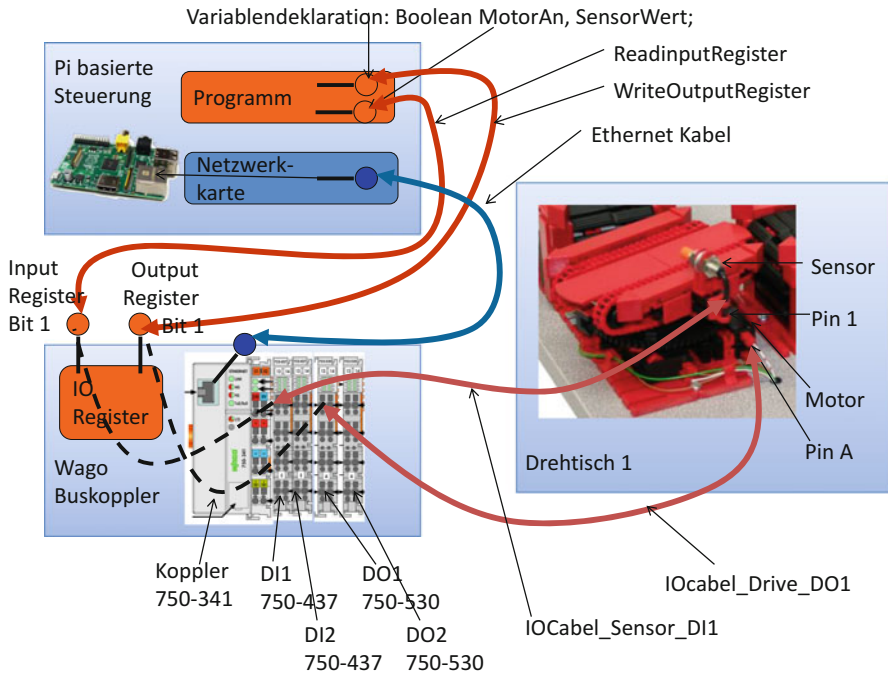 Variablendeklaration: Boolean MotorAn, SensorWert;
Pi basierte
Steuerung
Programm
Netzwerk-
karte
ReadinputRegister
WriteOutputRegister
Ethernet Kabel
Input
Register
Bit 1
Output
Register
Bit 1
IO
Register
Wago
Buskoppler
Sensor
Pin 1
Motor
Pin A
Drehtisch 1
Koppler
750-341
DI1
750-437
DI2
750-437
DO1
750-530
DO2
750-530
IOCabel_Sensor_DI1
IOcabel_Drive_DO1